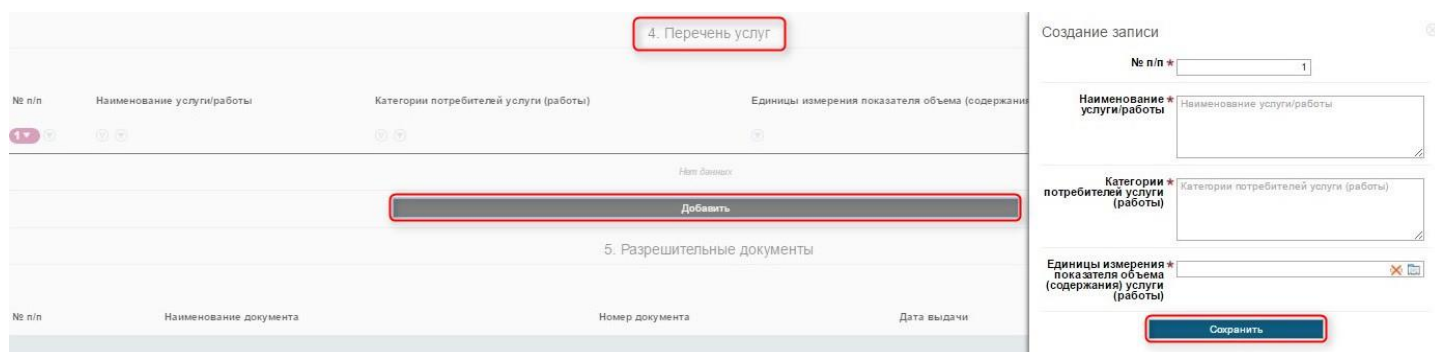 4. Перечень услуг
№ п/п Наименование услуги/работы Категории потребителей услуги (работы) Единицы измерения показателя объема (содержания
1
Нет данных
Добавить
5. Разрешительные документы
№ п/п Наименование документа Номер документа Дата выдачи
Создание записи
№ п/п * 1
Наименование * Наименование услуги/работы
услуги/работы
Категории * Категории потребителей услуги (работы)
потребителей услуги
(работы)
Единицы измерения *
показателя объема
(содержания) услуги
(работы)
Сохранить